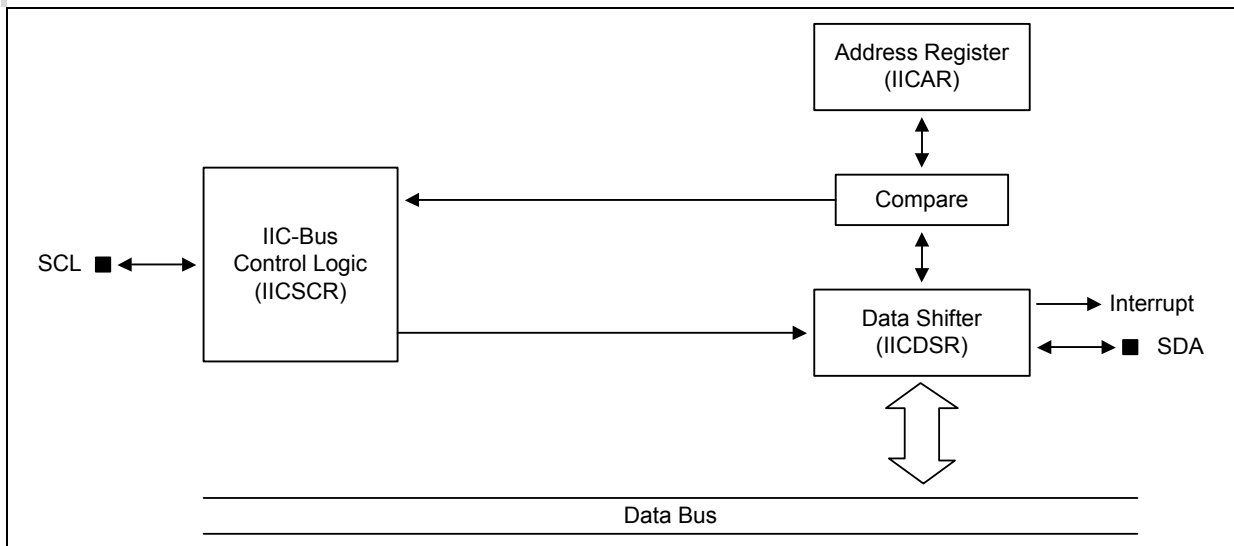 Address Register
(IICAR)
Compare
IIC-Bus
Control Logic
(IICSCR)
SCL
Data Shifter
(IICDSR)
Interrupt
SDA
Data Bus